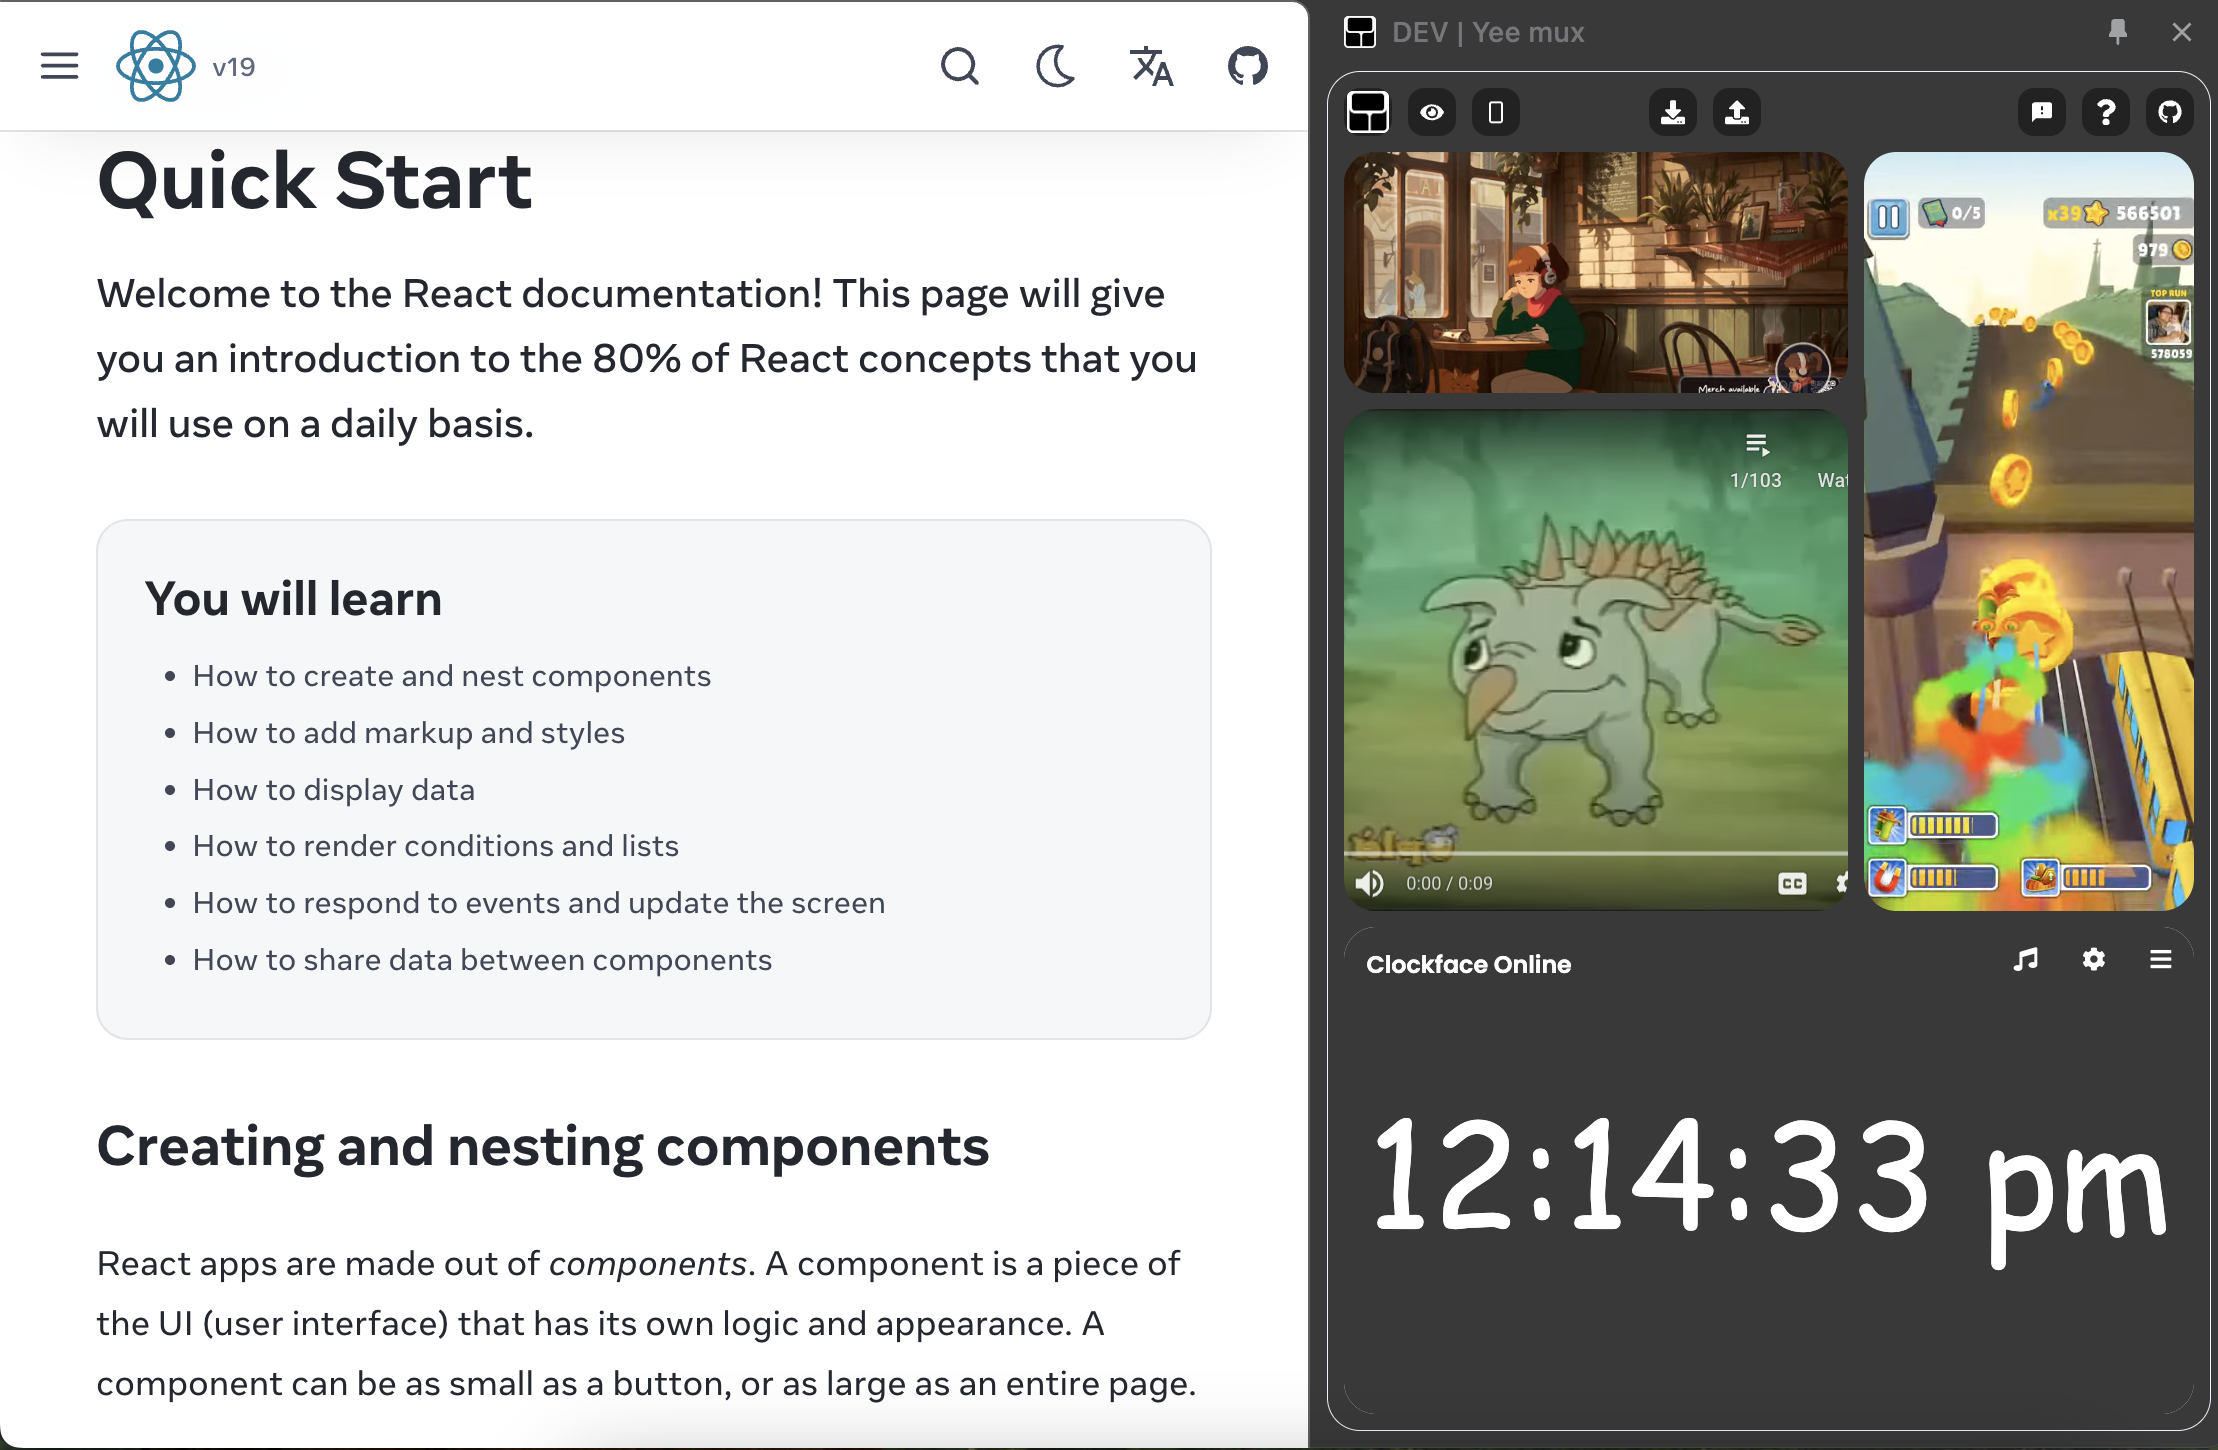 v19
Quick Start
Welcome to the React documentation! This page will give
you an introduction to the 80% of React concepts that you
will use on a daily basis.
You will learn
• How to create and nest components
• How to add markup and styles
• How to display data
• How to render conditions and lists
• How to respond to events and update the screen
• How to share data between components
Creating and nesting components
React apps are made out of components. A component is a piece of
the UI (user interface) that has its own logic and appearance. A
component can be as small as a button, or as large as an entire page.
DEV | Yee mux
Merch available
1/103
Wat
0:00 / 0:09
CC
0/5
x39
566501
979
TOP RUN
578059
Clockface Online
12:14:33 pm